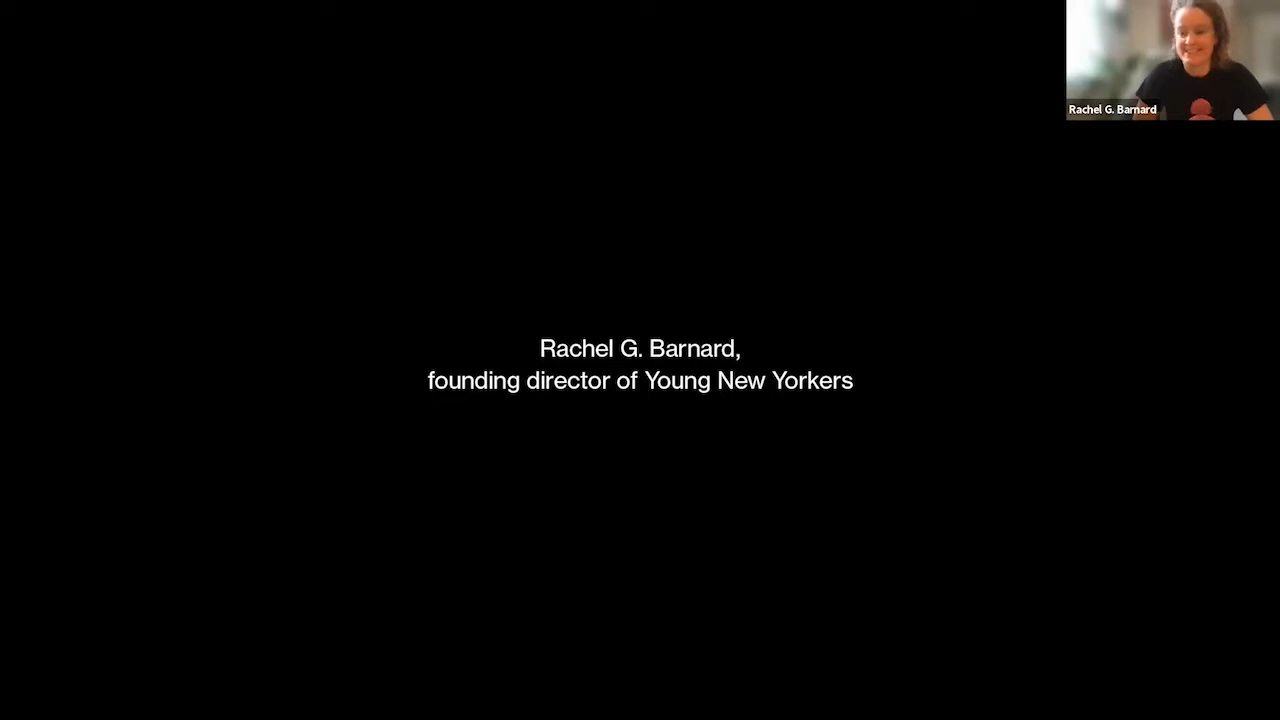 Rachel G. Barnard
Rachel G. Barnard,
founding director of Young New Yorkers